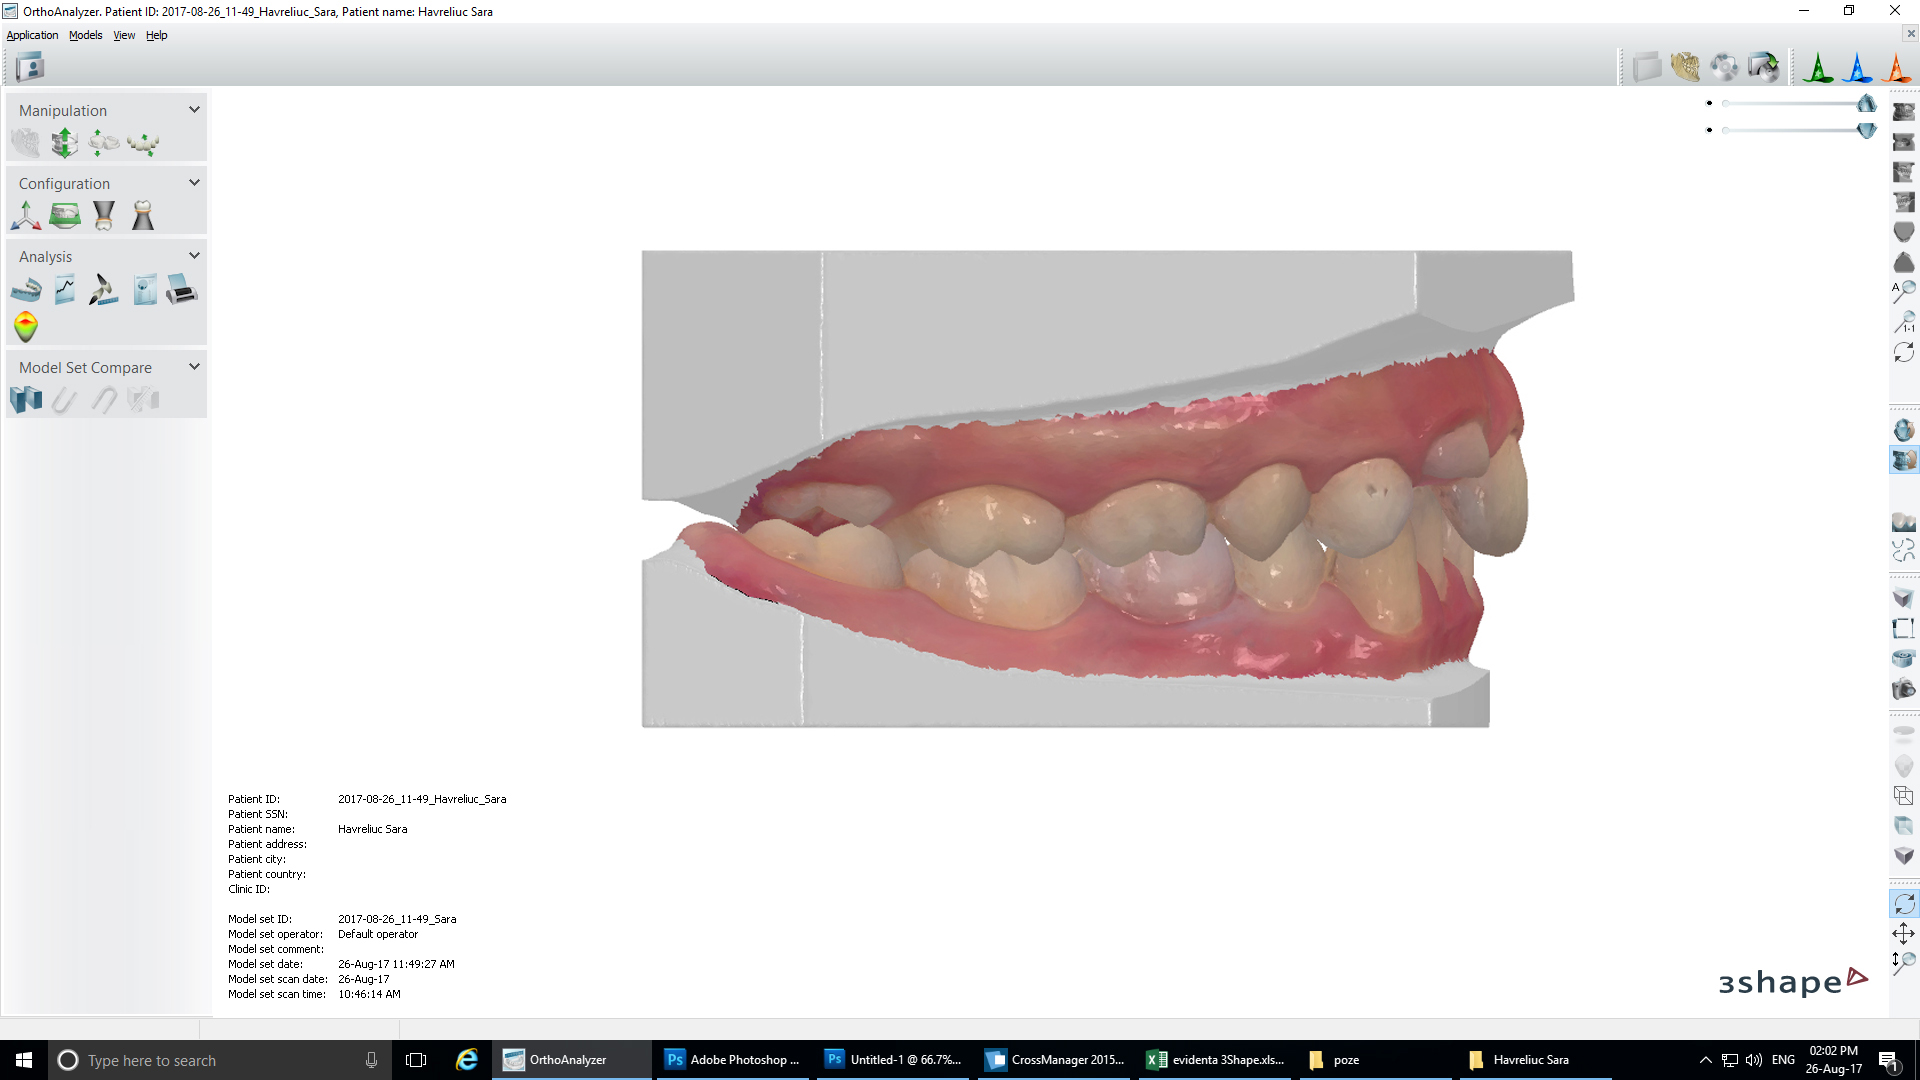 OrthoAnalyzer. Patient ID: 2017-08-26_11-49_Havreliuc_Sara, Patient name: Havreliuc Sara
Application Models View Help
Manipulation
Configuration
Analysis
Model Set Compare
A
1-1
Patient ID: 2017-08-26_11-49_Havreliuc_Sara
Patient SSN:
Patient name: Havreliuc Sara
Patient address:
Patient city:
Patient country:
Clinic ID:
Model set ID: 2017-08-26_11-49_Sara
Model set operator: Default operator
Model set comment:
Model set date: 26-Aug-17 11:49:27 AM
Model set scan date: 26-Aug-17
Model set scan time: 10:46:14 AM
3shape
Type here to search
OrthoAnalyzer
Ps Adobe Photoshop ...
Ps Untitled-1 @ 66.7%...
CrossManager 2015...
evidenta 3Shape.xls...
poze
Havreliuc Sara
ENG
02:02 PM
26-Aug-17
1